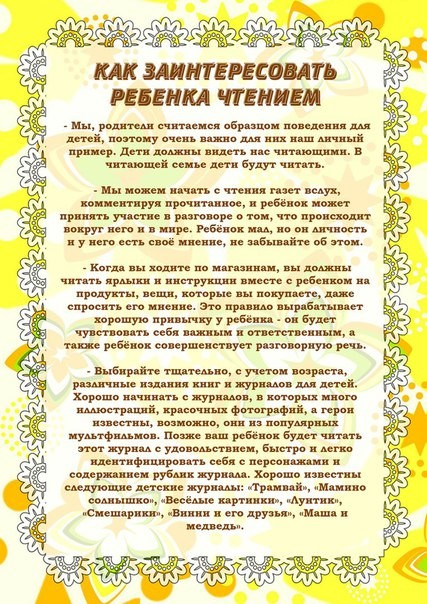 КАК ЗАИНТЕРЕСОВАТЬ
РЕБЕНКА ЧТЕНИЕМ
- Мы, родители считаемся образцом поведения для
детей, поэтому очень важно для них наш личный
пример. Дети должны видеть нас читающими. В
читающей семье дети будут читать.
- Мы можем начать с чтения газет вслух,
комментируя прочитанное, и ребёнок может
принять участие в разговоре о том, что происходит
вокруг него и в мире. Ребёнок мал, но он личность
и у него есть своё мнение, не забывайте об этом.
- Когда вы ходите по магазинам, вы должны
читать ярлыки и инструкции вместе с ребенком на
продукты, вещи, которые вы покупаете, даже
спросить его мнение. Это правило вырабатывает
хорошую привычку у ребёнка - он будет
чувствовать себя важным и ответственным, а
также ребёнок совершенствует разговорную речь.
- Выбирайте тщательно, с учетом возраста,
различные издания книг и журналов для детей.
Хорошо начинать с журналов, в которых много
иллюстраций, красочных фотографий, а герои
известны, возможно, они из популярных
мультфильмов. Позже ваш ребёнок будет читать
этот журнал с удовольствием, быстро и легко
идентифицировать себя с персонажами и
содержанием рублик журнала. Хорошо известны
следующие детские журналы: «Трамвай», «Мамино
солнышко», «Весёлые картинки», «Лунтик»,
«Смешарики», «Винни и его друзья», «Маша и
медведь».